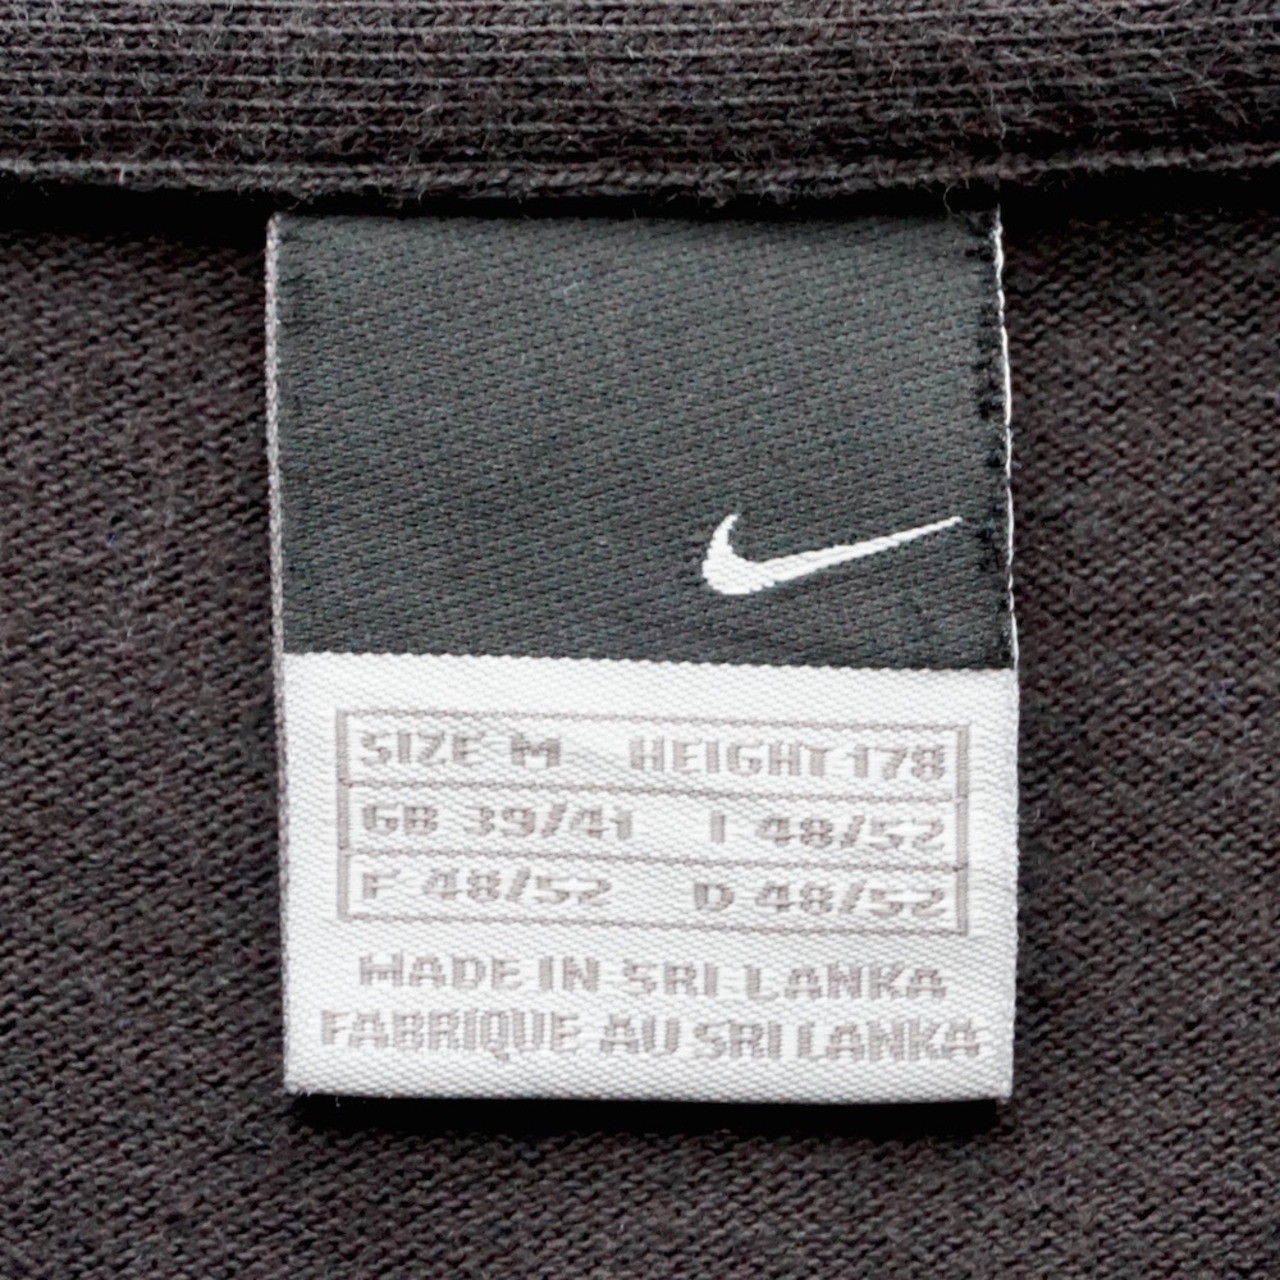 SIZE M HEIGHT 178
GB 39/41 I 48/52
F 48/52 D 48/52
MADE IN SRI LANKA
FABRIQUE AU SRI LANKA